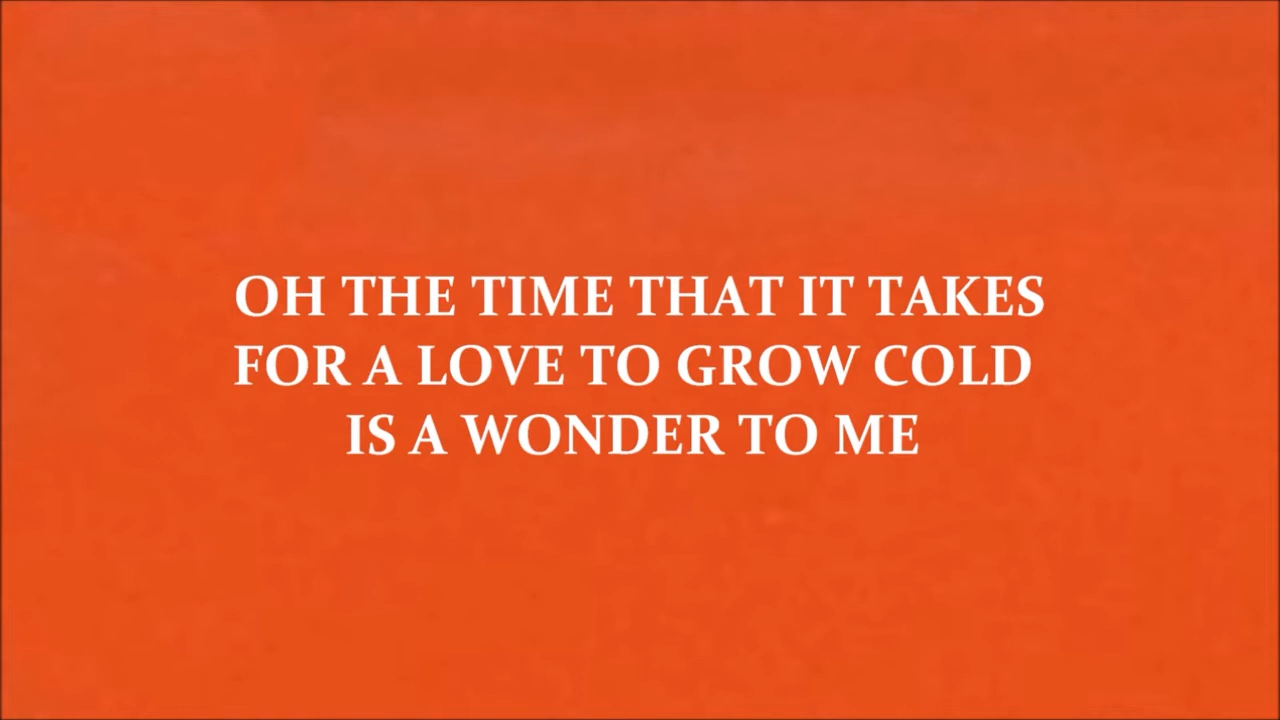 OH THE TIME THAT IT TAKES
FOR A LOVE TO GROW COLD
IS A WONDER TO ME